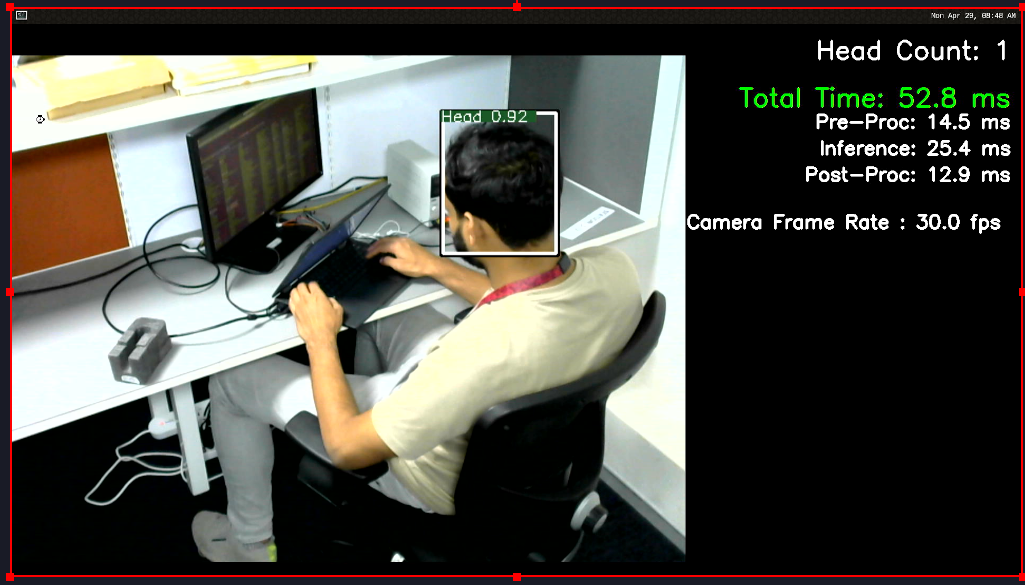 Mon Apr 29, 09:48 AM
Head Count: 1
Total Time: 52.8 ms
Pre-Proc: 14.5 ms
Inference: 25.4 ms
Post-Proc: 12.9 ms
Camera Frame Rate : 30.0 fps
Head 0.92